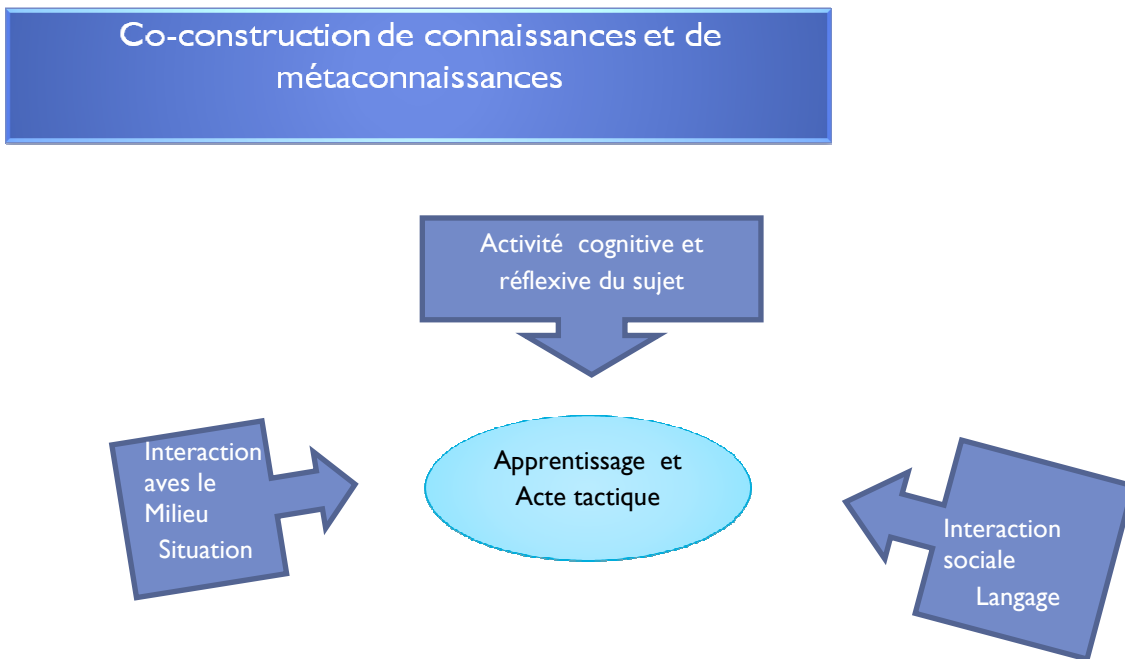 Co-construction de connaissances et de
métaconnaissances
Activité cognitive et
réflexive du sujet
Interaction
aves le
Milieu
Situation
Apprentissage et
Acte tactique
Interaction
sociale
Langage